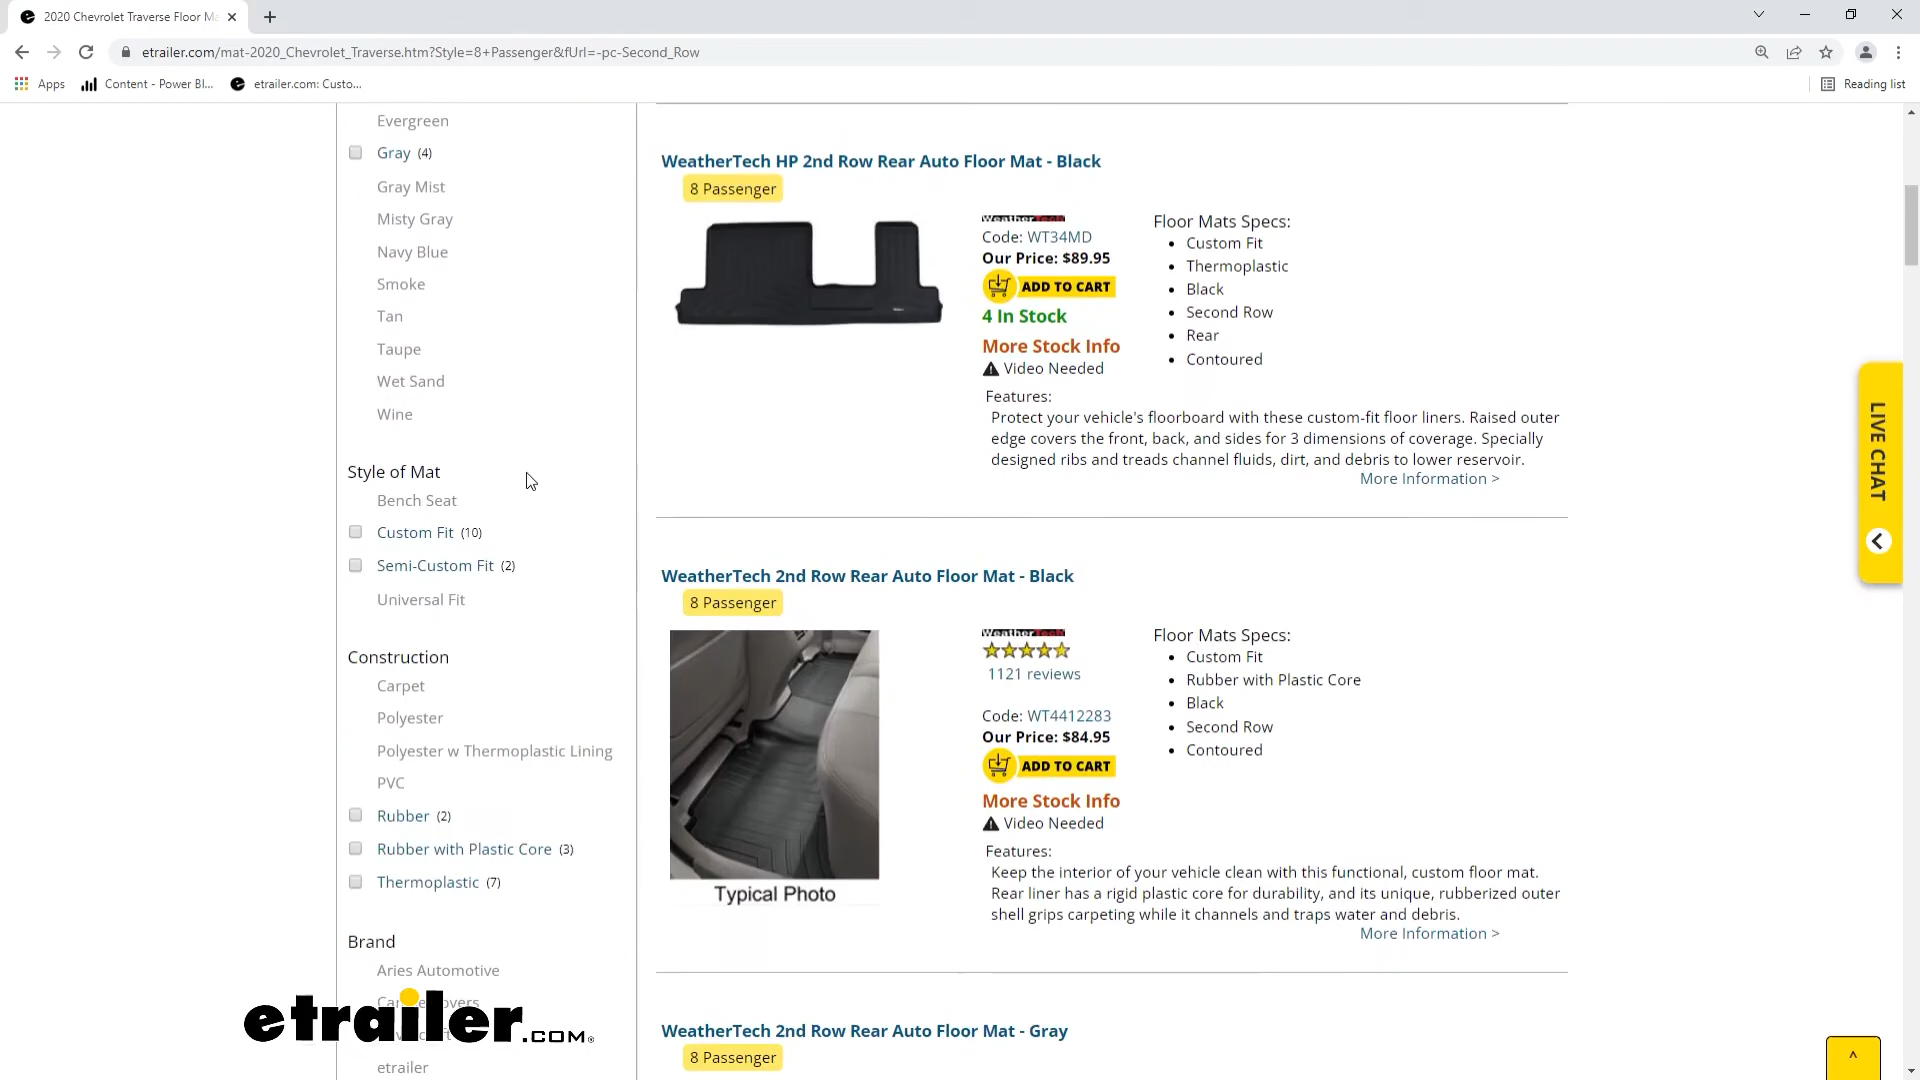 2020 Chevrolet Traverse Floor Ma
etrailer.com/mat-2020_Chevrolet_Traverse.htm?Style=8+Passenger&fUrl=-pc-Second_Row
Apps
Content - Power BI...
etrailer.com: Custo...
Reading list
Evergreen
Gray (4)
Gray Mist
Misty Gray
Navy Blue
Smoke
Tan
Taupe
Wet Sand
Wine
Style of Mat
Bench Seat
Custom Fit (10)
Semi-Custom Fit (2)
Universal Fit
Construction
Carpet
Polyester
Polyester w Thermoplastic Lining
PVC
Rubber (2)
Rubber with Plastic Core (3)
Thermoplastic (7)
Brand
Aries Automotive
etrailer.COM
etrailer
WeatherTech HP 2nd Row Rear Auto Floor Mat - Black
8 Passenger
WeatherTech
Code: WT34MD
Our Price: $89.95
ADD TO CART
4 In Stock
More Stock Info
Video Needed
Floor Mats Specs:
Custom Fit
Thermoplastic
Black
Second Row
Rear
Contoured
Features:
Protect your vehicle's floorboard with these custom-fit floor liners. Raised outer
edge covers the front, back, and sides for 3 dimensions of coverage. Specially
designed ribs and treads channel fluids, dirt, and debris to lower reservoir.
More Information >
WeatherTech 2nd Row Rear Auto Floor Mat - Black
8 Passenger
Typical Photo
WeatherTech
1121 reviews
Code: WT4412283
Our Price: $84.95
ADD TO CART
More Stock Info
Video Needed
Floor Mats Specs:
Custom Fit
Rubber with Plastic Core
Black
Second Row
Contoured
Features:
Keep the interior of your vehicle clean with this functional, custom floor mat.
Rear liner has a rigid plastic core for durability, and its unique, rubberized outer
shell grips carpeting while it channels and traps water and debris.
More Information >
WeatherTech 2nd Row Rear Auto Floor Mat - Gray
8 Passenger
LIVE CHAT